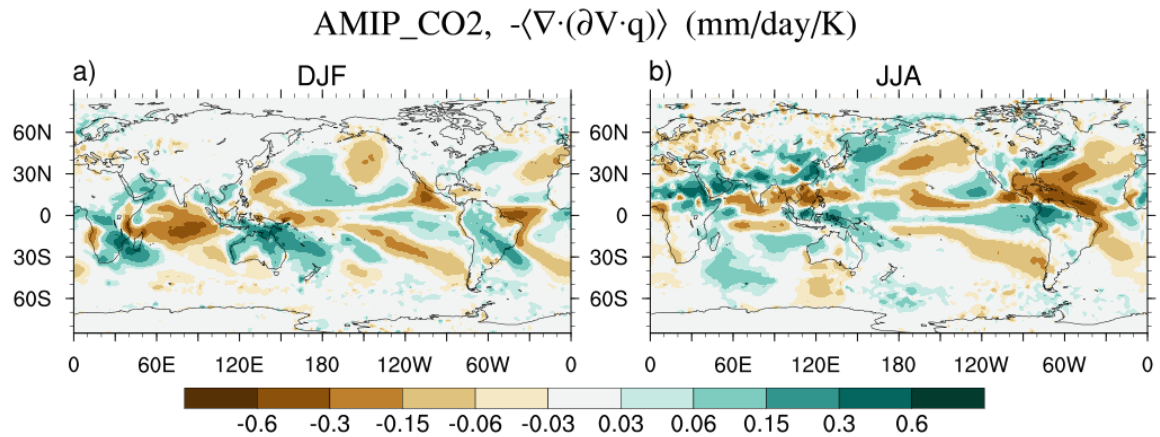 AMIP_CO2, -⟨∇·(∂V·q)⟩ (mm/day/K)
a) DJF
b) JJA
60N
30N
0
30S
60S
0 60E 120E 180 120W 60W 0
60N
30N
0
30S
60S
0 60E 120E 180 120W 60W 0
-0.6 -0.3 -0.15 -0.06 -0.03 0.03 0.06 0.15 0.3 0.6